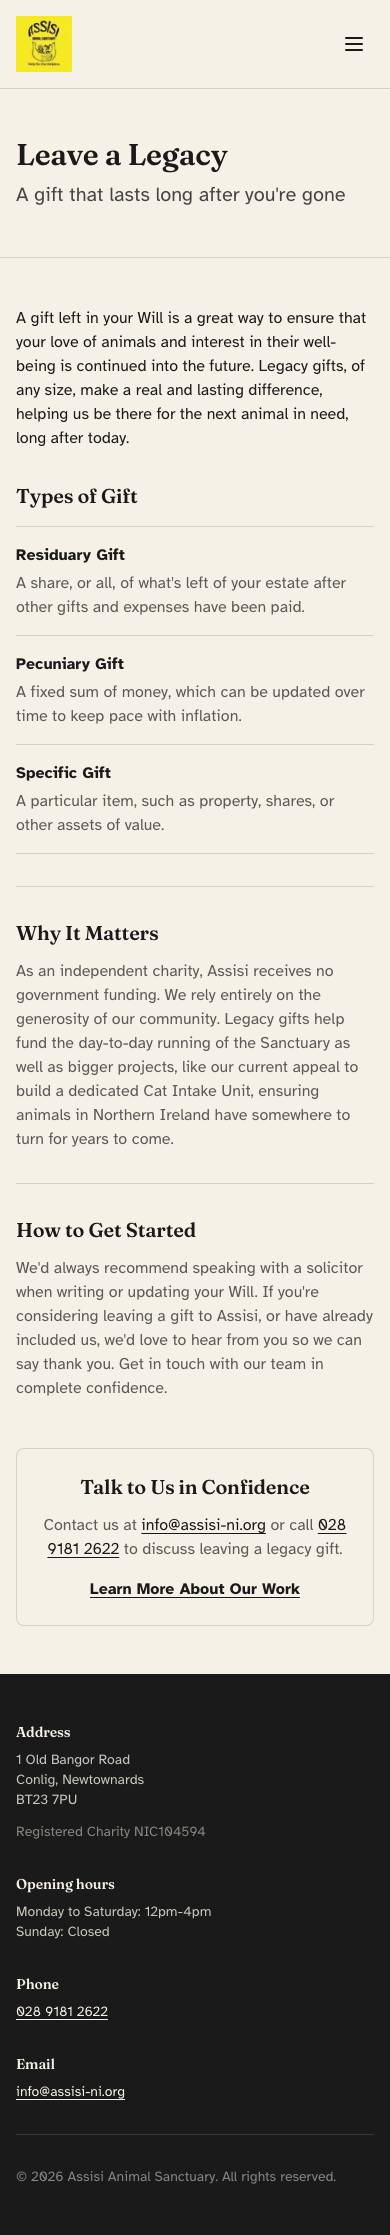 ASSISI
ANIMAL SANCTUARY
Leave a Legacy
A gift that lasts long after you're gone
A gift left in your Will is a great way to ensure that
your love of animals and interest in their well-
being is continued into the future. Legacy gifts, of
any size, make a real and lasting difference,
helping us be there for the next animal in need,
long after today.
Types of Gift
Residuary Gift
A share, or all, of what's left of your estate after
other gifts and expenses have been paid.
Pecuniary Gift
A fixed sum of money, which can be updated over
time to keep pace with inflation.
Specific Gift
A particular item, such as property, shares, or
other assets of value.
Why It Matters
As an independent charity, Assisi receives no
government funding. We rely entirely on the
generosity of our community. Legacy gifts help
fund the day-to-day running of the Sanctuary as
well as bigger projects, like our current appeal to
build a dedicated Cat Intake Unit, ensuring
animals in Northern Ireland have somewhere to
turn for years to come.
How to Get Started
We'd always recommend speaking with a solicitor
when writing or updating your Will. If you're
considering leaving a gift to Assisi, or have already
included us, we'd love to hear from you so we can
say thank you. Get in touch with our team in
complete confidence.
Talk to Us in Confidence
Contact us at info@assisi-ni.org or call 028
9181 2622 to discuss leaving a legacy gift.
Learn More About Our Work
Address
1 Old Bangor Road
Conlig, Newtownards
BT23 7PU
Registered Charity NIC104594
Opening hours
Monday to Saturday: 12pm-4pm
Sunday: Closed
Phone
028 9181 2622
Email
info@assisi-ni.org
© 2026 Assisi Animal Sanctuary. All rights reserved.